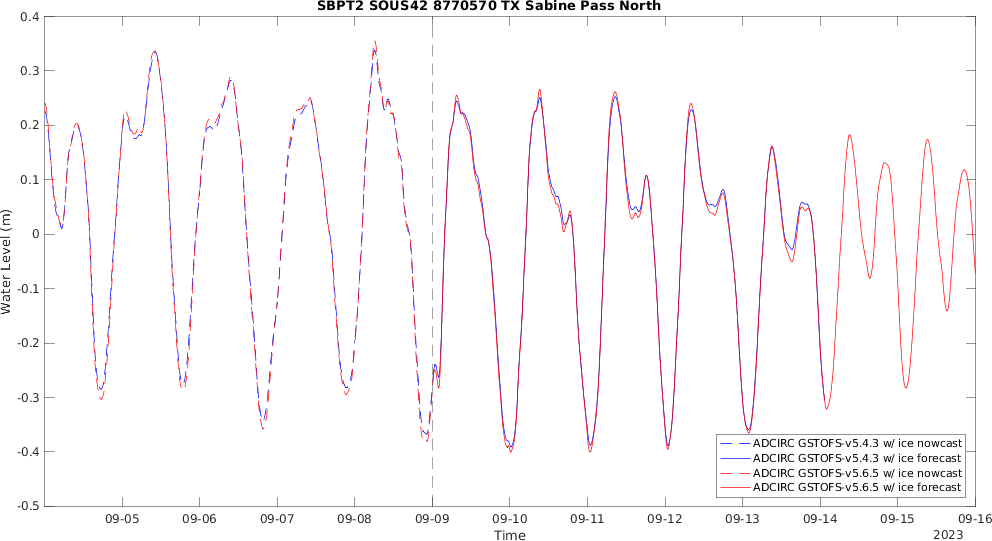 SBPT2 SOUS42 8770570 TX Sabine Pass North
0.4
0.3
0.2
0.1
0
-0.1
-0.2
-0.3
-0.4
-0.5
Water Level (m)
ADCIRC GSTOFS-v5.4.3 w/ ice nowcast
ADCIRC GSTOFS-v5.4.3 w/ ice forecast
ADCIRC GSTOFS-v5.6.5 w/ ice nowcast
ADCIRC GSTOFS-v5.6.5 w/ ice forecast
09-05 09-06 09-07 09-08 09-09 09-10 09-11 09-12 09-13 09-14 09-15 09-16
Time
2023